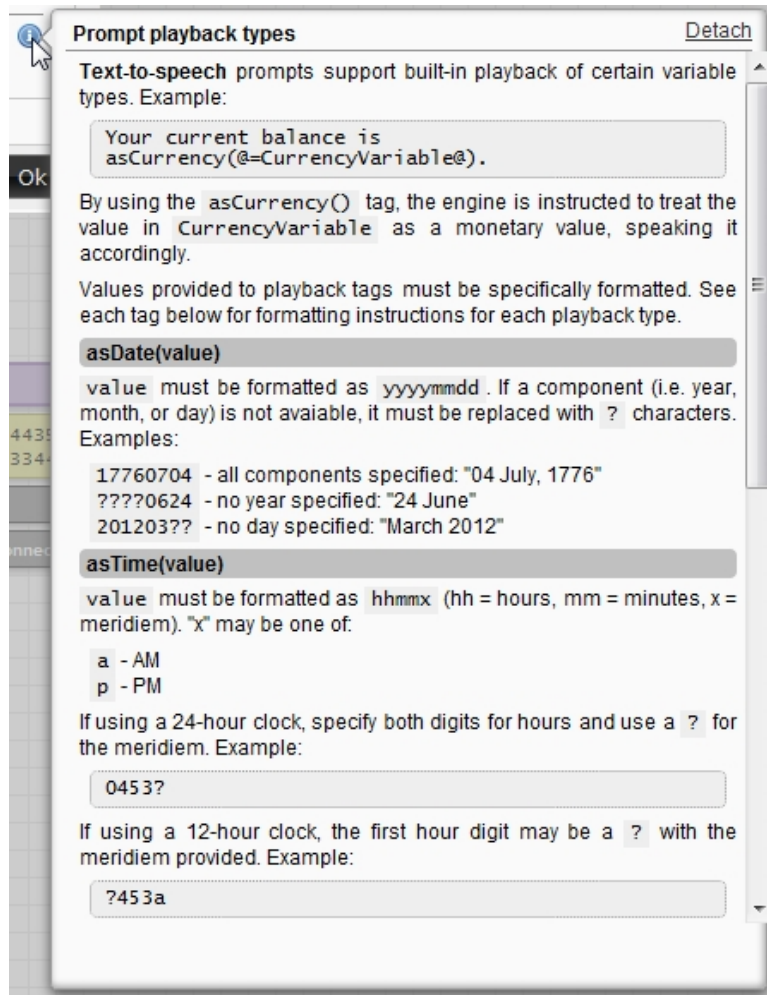 Prompt playback types
Detach
Text-to-speech prompts support built-in playback of certain variable
types. Example:
Your current balance is
asCurrency(@=CurrencyVariable@).
Ok
By using the asCurrency() tag, the engine is instructed to treat the
value in CurrencyVariable as a monetary value, speaking it
accordingly.
Values provided to playback tags must be specifically formatted. See
each tag below for formatting instructions for each playback type.
asDate(value)
value must be formatted as yyyymmdd. If a component (i.e. year,
month, or day) is not avaiable, it must be replaced with ? characters.
Examples:
4435
334
17760704 - all components specified: "04 July, 1776"
????0624 - no year specified: "24 June"
201203?? - no day specified: "March 2012"
onnec
asTime(value)
value must be formatted as hhmmx (hh = hours, mm = minutes, x =
meridiem). "x" may be one of:
a - AM
p - PM
If using a 24-hour clock, specify both digits for hours and use a ? for
the meridiem. Example:
0453?
If using a 12-hour clock, the first hour digit may be a ? with the
meridiem provided. Example:
?453a